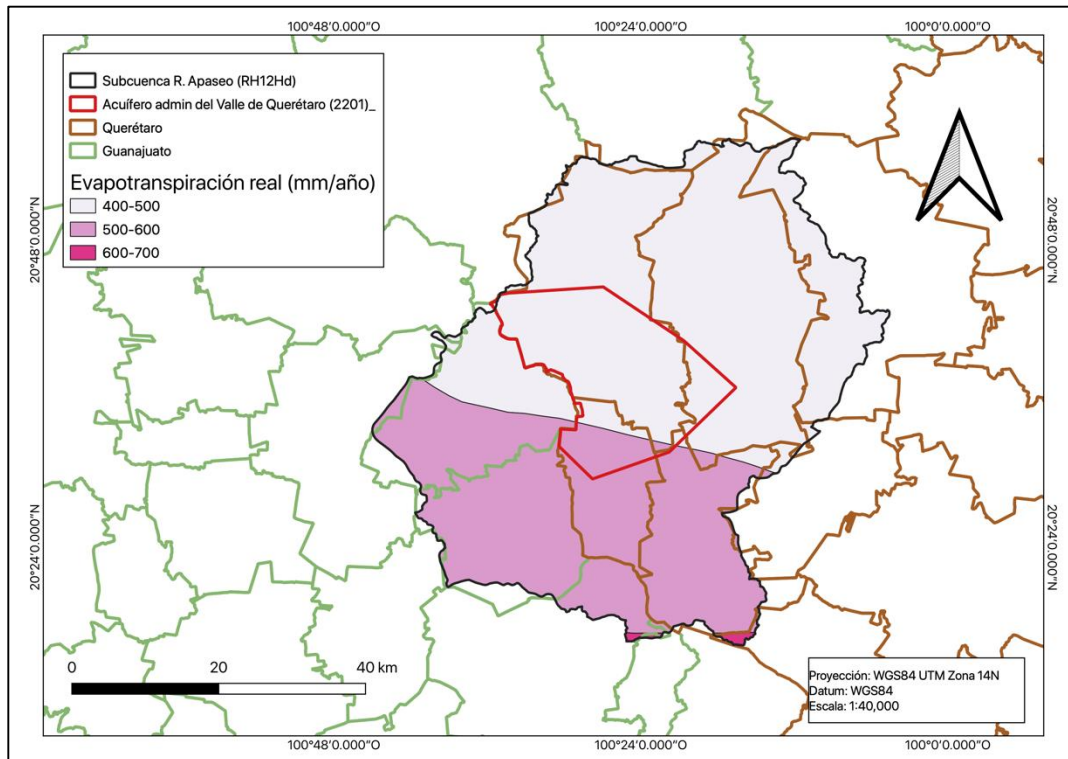 100°48'0.000"O
100°24'0.000"O
100°0'0.000"O
Subcuenca R. Apaseo (RH12Hd)
Acuífero admin del Valle de Querétaro (2201)_
Querétaro
Guanajuato
Evapotranspiración real (mm/año)
400-500
500-600
600-700
20°48'0.000"N
20°48'0.000"N
20°24'0.000"N
20°24'0.000"N
0
20
40 km
Proyección: WGS84 UTM Zona 14N
Datum: WGS84
Escala: 1:40,000
100°48'0.000"O
100°24'0.000"O
100°0'0.000"O